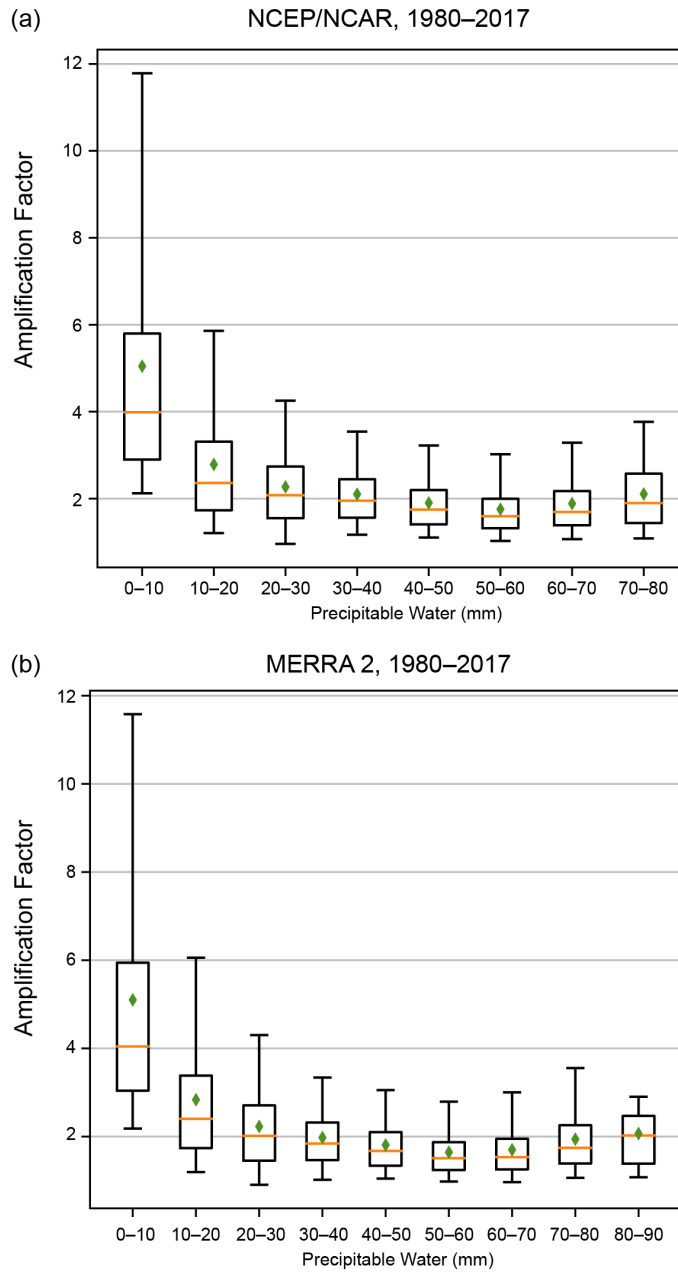 (a) NCEP/NCAR, 1980–2017
12
10
8
6
4
2
Amplification Factor
0–10 10–20 20–30 30–40 40–50 50–60 60–70 70–80
Precipitable Water (mm)
(b) MERRA 2, 1980–2017
12
10
8
6
4
2
Amplification Factor
0–10 10–20 20–30 30–40 40–50 50–60 60–70 70–80 80–90
Precipitable Water (mm)